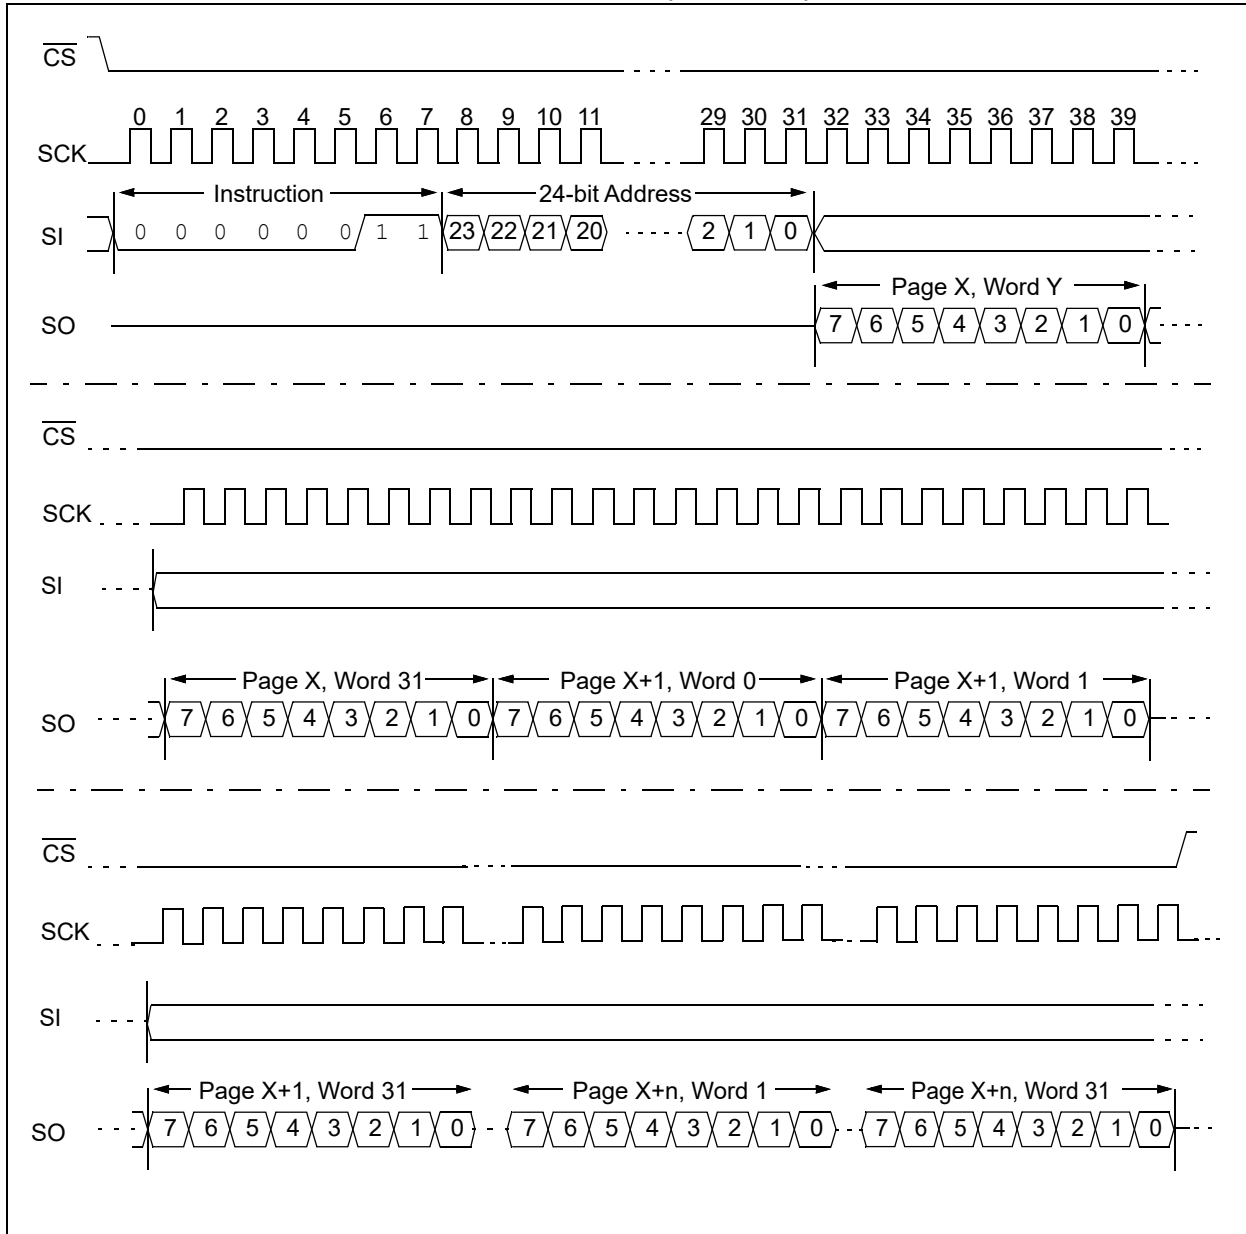 CS
0 1 2 3 4 5 6 7 8 9 10 11 29 30 31 32 33 34 35 36 37 38 39
SCK
Instruction 24-bit Address
SI 0 0 0 0 0 0 1 1 23 22 21 20 2 1 0
Page X, Word Y
SO 7 6 5 4 3 2 1 0
CS
SCK
SI
Page X, Word 31 Page X+1, Word 0 Page X+1, Word 1
SO 7 6 5 4 3 2 1 0 7 6 5 4 3 2 1 0 7 6 5 4 3 2 1 0
CS
SCK
SI
Page X+1, Word 31 Page X+n, Word 1 Page X+n, Word 31
SO 7 6 5 4 3 2 1 0 7 6 5 4 3 2 1 0 7 6 5 4 3 2 1 0